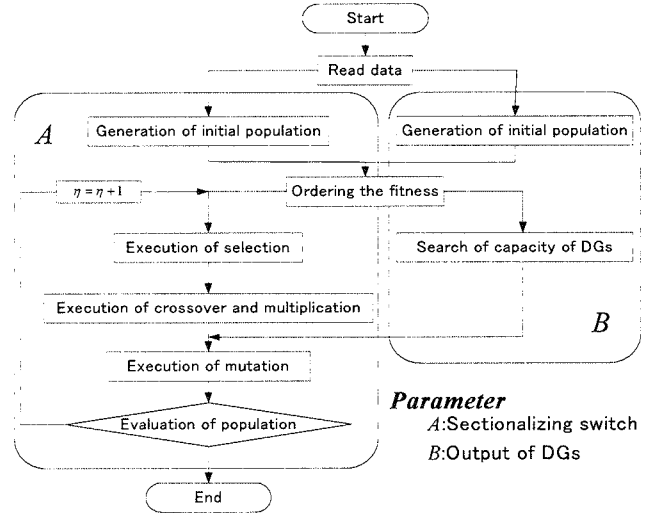 Start
Read data
A
Generation of initial population
Generation of initial population
η = η + 1
Ordering the fitness
Execution of selection
Search of capacity of DGs
Execution of crossover and multiplication
B
Execution of mutation
Evaluation of population
Parameter
A:Sectionalizing switch
B:Output of DGs
End